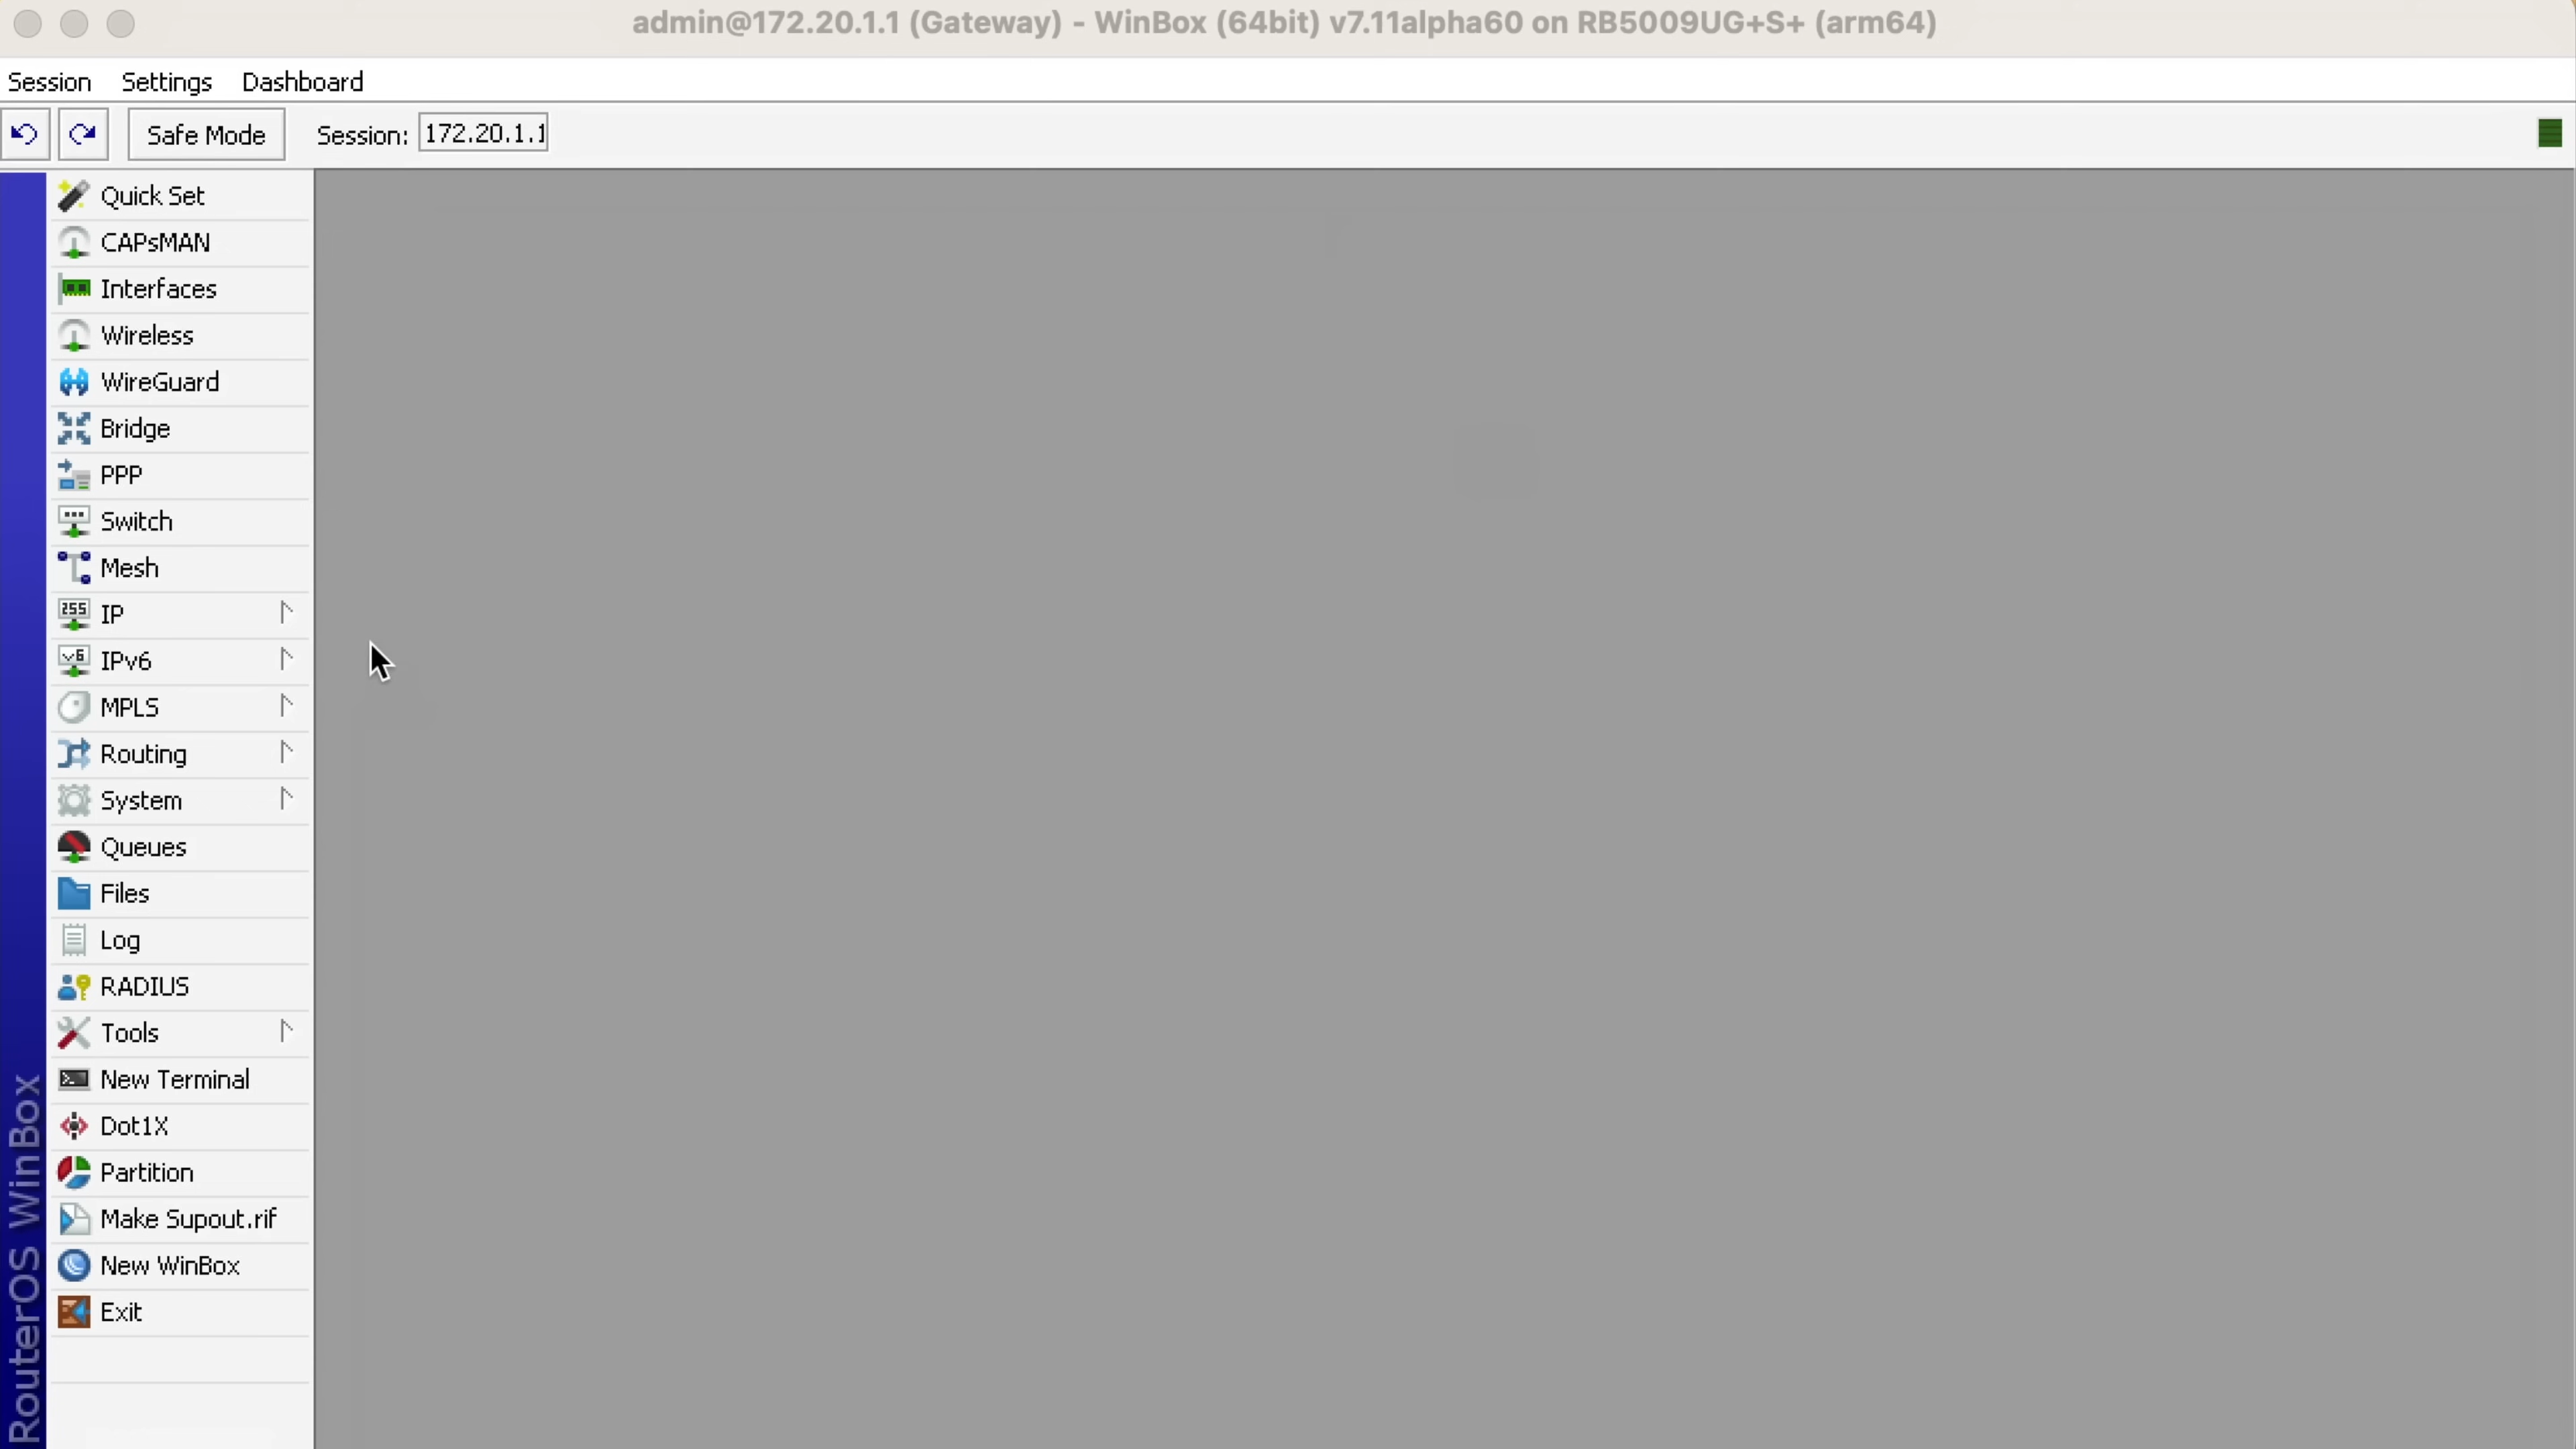 admin@172.20.1.1 (Gateway) - WinBox (64bit) v7.11alpha60 on RB5009UG+S+ (arm64)
Session Settings Dashboard
Safe Mode Session: 172.20.1.1
Quick Set
CAPsMAN
Interfaces
Wireless
WireGuard
Bridge
PPP
Switch
Mesh
255 IP
v6 IPv6
MPLS
Routing
System
Queues
Files
Log
RADIUS
Tools
New Terminal
Dot1X
Partition
Make Supout.rif
New WinBox
Exit
RouterOS WinBox